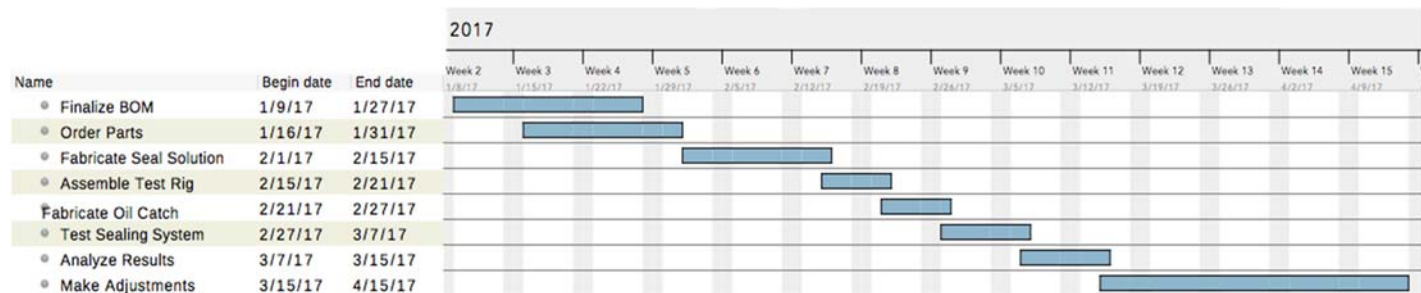 2017
Week 2 Week 3 Week 4 Week 5 Week 6 Week 7 Week 8 Week 9 Week 10 Week 11 Week 12 Week 13 Week 14 Week 15
Name Begin date End date 1/8/17 1/15/17 1/22/17 1/29/17 2/5/17 2/12/17 2/19/17 2/26/17 3/5/17 3/12/17 3/19/17 3/26/17 4/2/17 4/9/17
Finalize BOM 1/9/17 1/27/17
Order Parts 1/16/17 1/31/17
Fabricate Seal Solution 2/1/17 2/15/17
Assemble Test Rig 2/15/17 2/21/17
Fabricate Oil Catch 2/21/17 2/27/17
Test Sealing System 2/27/17 3/7/17
Analyze Results 3/7/17 3/15/17
Make Adjustments 3/15/17 4/15/17